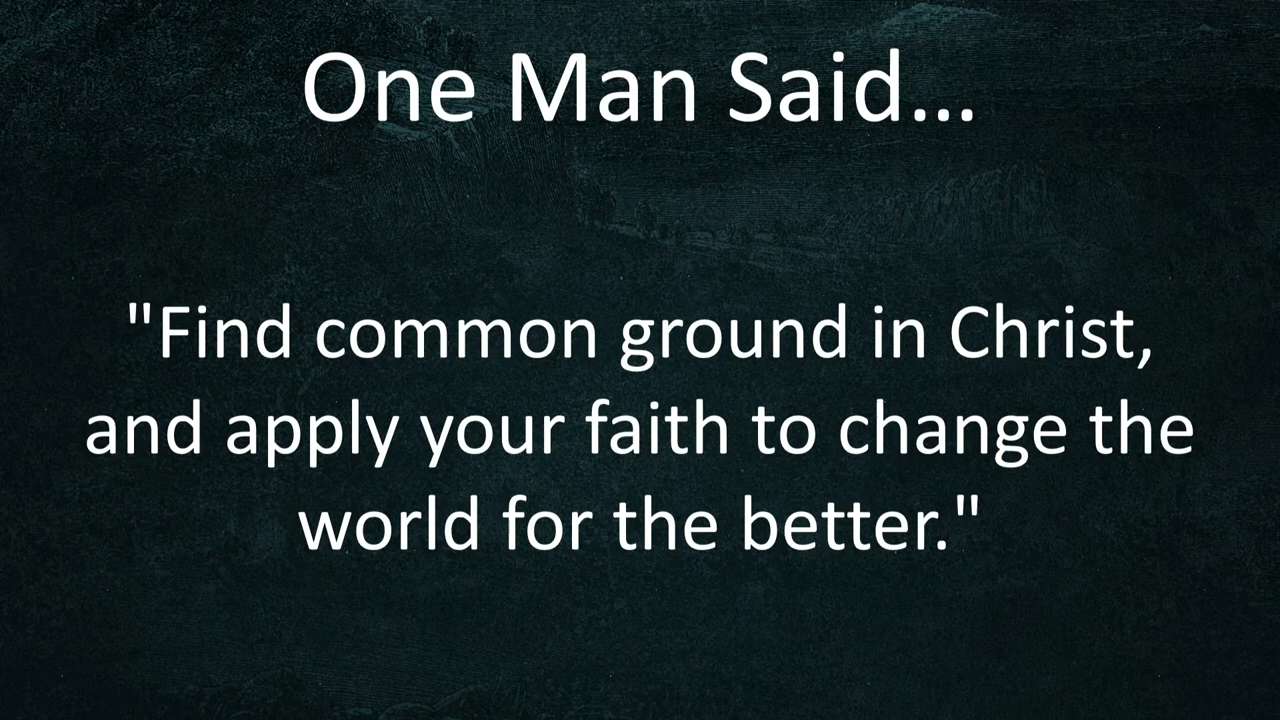 One Man Said...
"Find common ground in Christ,
and apply your faith to change the
world for the better."